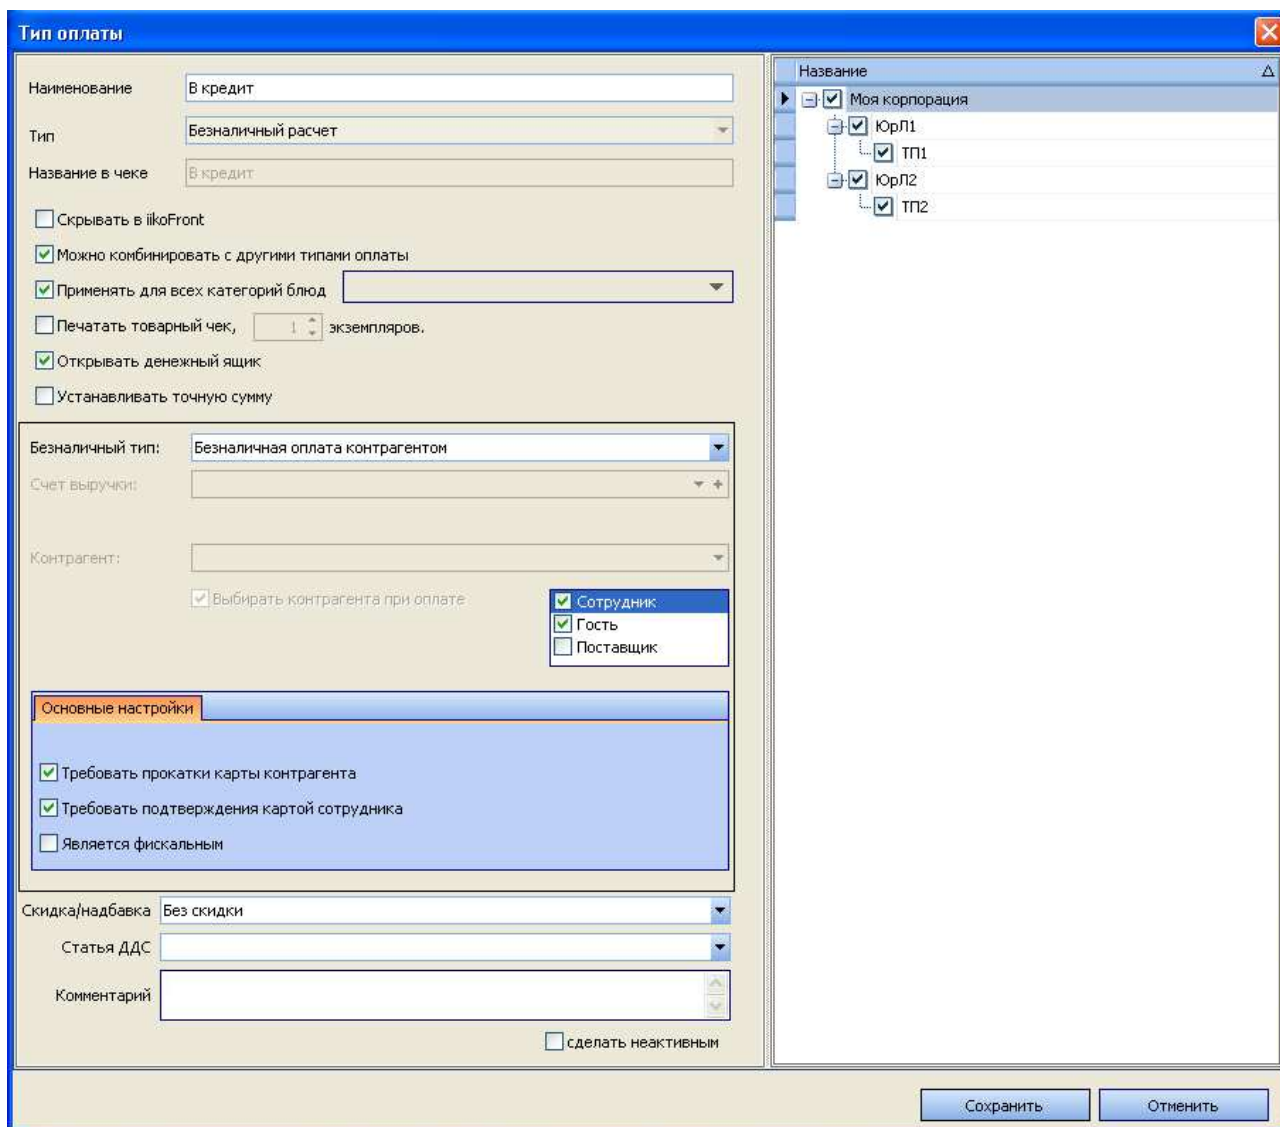 Тип оплаты
Наименование В кредит
Тип Безналичный расчет
Название в чеке В кредит
Скрывать в iikoFront
Можно комбинировать с другими типами оплаты
Применять для всех категорий блюд
Печатать товарный чек, 1 экземпляров.
Открывать денежный ящик
Устанавливать точную сумму
Безналичный тип: Безналичная оплата контрагентом
Счет выручки:
Контрагент:
Выбирать контрагента при оплате
Сотрудник
Гость
Поставщик
Основные настройки
Требовать прокатки карты контрагента
Требовать подтверждения картой сотрудника
Является фискальным
Скидка/надбавка Без скидки
Статья ДДС
Комментарий
сделать неактивным
Название
Моя корпорация
ЮрЛ1
ТП1
ЮрЛ2
ТП2
Сохранить Отменить